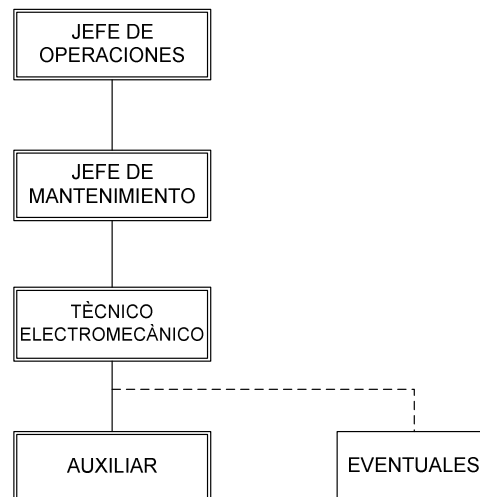 JEFE DE
OPERACIONES
JEFE DE
MANTENIMIENTO
TÈCNICO
ELECTROMECÀNICO
AUXILIAR
EVENTUALES